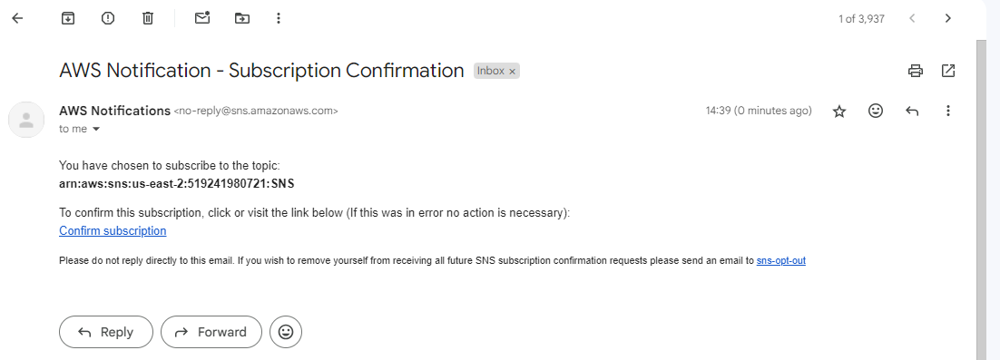 1 of 3,937
AWS Notification - Subscription Confirmation Inbox x
AWS Notifications <no-reply@sns.amazonaws.com> 14:39 (0 minutes ago)
to me
You have chosen to subscribe to the topic:
arn:aws:sns:us-east-2:519241980721:SNS
To confirm this subscription, click or visit the link below (If this was in error no action is necessary):
Confirm subscription
Please do not reply directly to this email. If you wish to remove yourself from receiving all future SNS subscription confirmation requests please send an email to sns-opt-out
Reply Forward